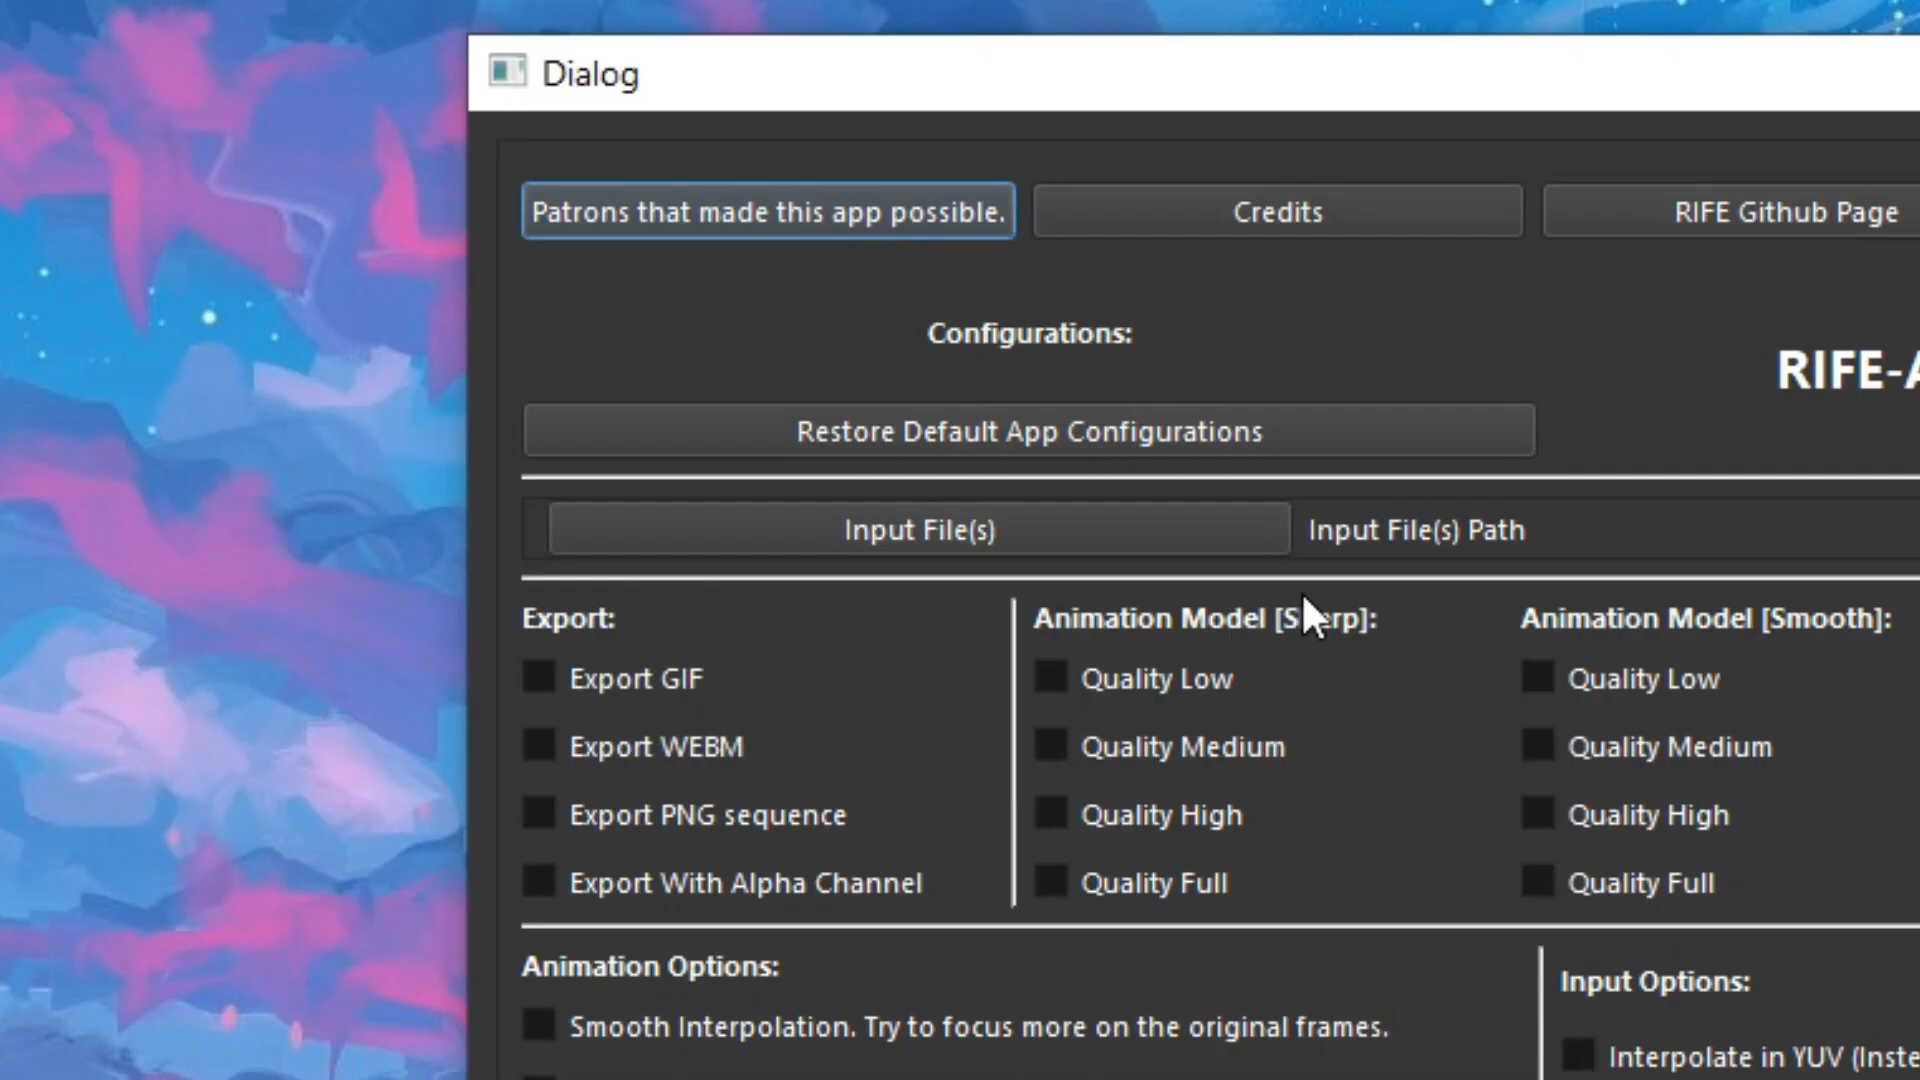 Dialog
Patrons that made this app possible.
Credits
RIFE Github Page
Configurations:
RIFE-A
Restore Default App Configurations
Input File(s)
Input File(s) Path
Export:
Animation Model
Animation Model [Smooth]:
Export GIF
Quality Low
Quality Low
Export WEBM
Quality Medium
Quality Medium
Export PNG sequence
Quality High
Quality High
Export With Alpha Channel
Quality Full
Quality Full
Animation Options:
Input Options:
Smooth Interpolation. Try to focus more on the original frames.
Interpolate in YUV (Inste